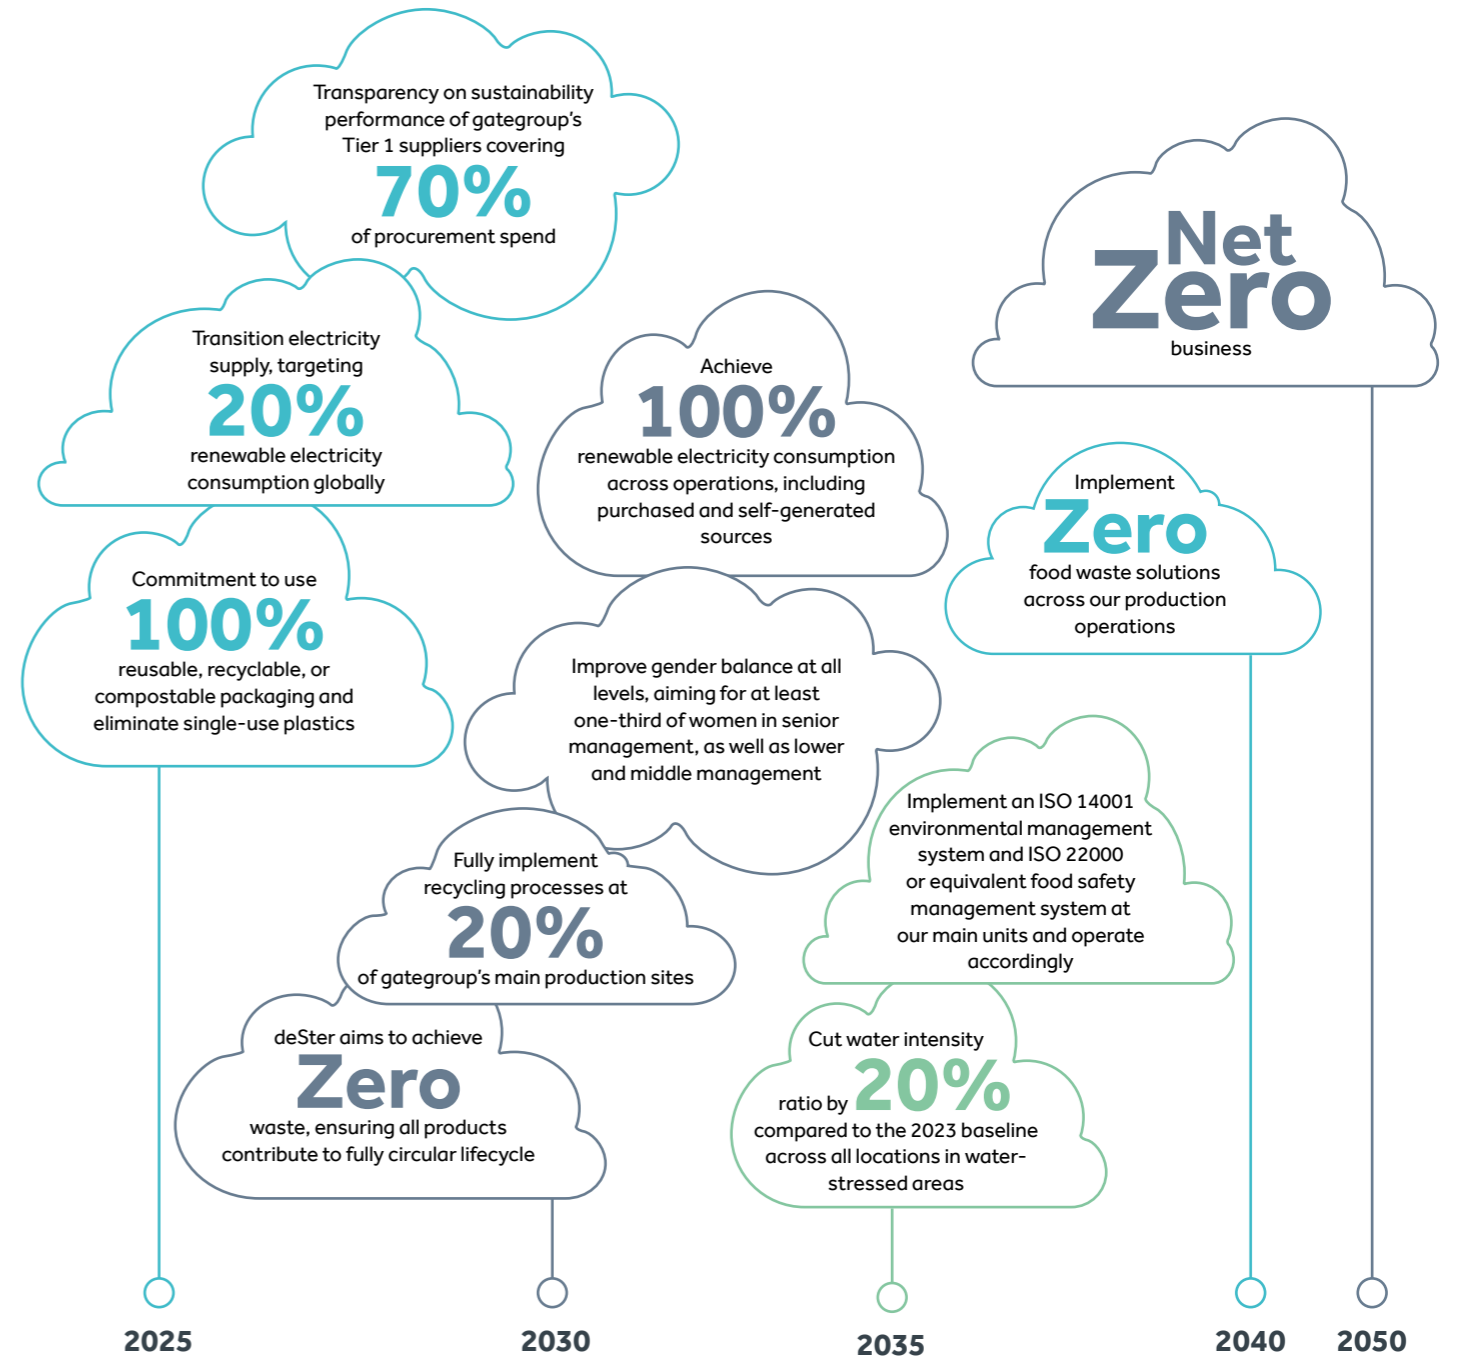 Transparency on sustainability
performance of gategroup's
Tier 1 suppliers covering
70%
of procurement spend
Transition electricity
supply, targeting
20%
renewable electricity
consumption globally
Commitment to use
100%
reusable, recyclable, or
compostable packaging and
eliminate single-use plastics
Achieve
100%
renewable electricity consumption
across operations, including
purchased and self-generated
sources
Improve gender balance at all
levels, aiming for at least
one-third of women in senior
management, as well as lower
and middle management
Fully implement
recycling processes at
20%
of gategroup's main production sites
deSter aims to achieve
Zero
waste, ensuring all products
contribute to fully circular lifecycle
Implement an ISO 14001
environmental management
system and ISO 22000
or equivalent food safety
management system at
our main units and operate
accordingly
Cut water intensity
ratio by 20%
compared to the 2023 baseline
across all locations in water-
stressed areas
Implement
Zero
food waste solutions
across our production
operations
Net
Zero
business
2025
2030
2035
2040
2050